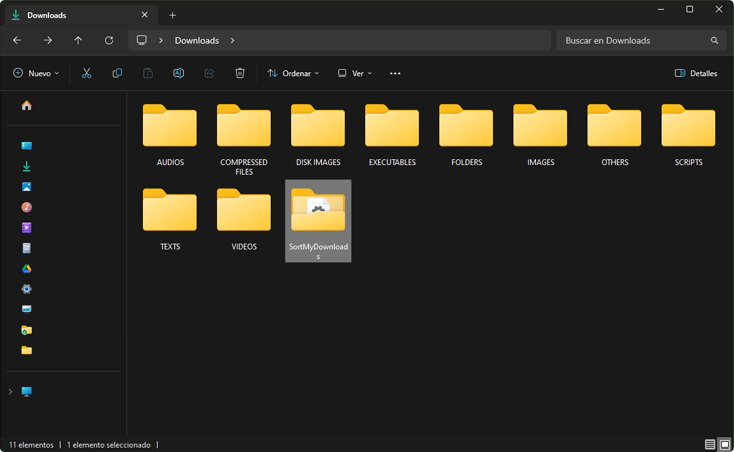 Downloads
Downloads
Buscar en Downloads
Nuevo
Ordenar
Ver
Detalles
AUDIOS
COMPRESSED
FILES
DISK IMAGES
EXECUTABLES
FOLDERS
IMAGES
OTHERS
SCRIPTS
TEXTS
VIDEOS
SortMyDownload
s
11 elementos
1 elemento seleccionado